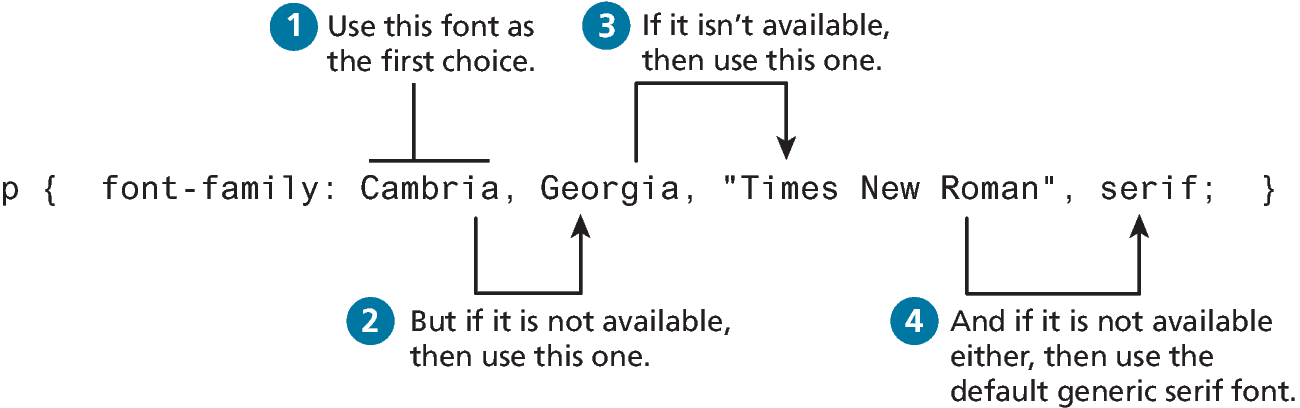 1 Use this font as
the first choice.
3 If it isn’t available,
then use this one.
p {  font-family: Cambria, Georgia, "Times New Roman", serif;  }
2 But if it is not available,
then use this one.
4 And if it is not available
either, then use the
default generic serif font.